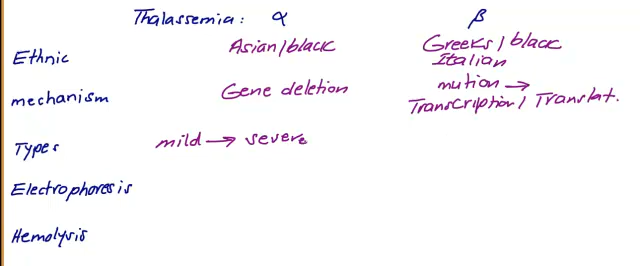 Thalassemia: α β
Ethnic Asian/black Greeks/black
Italian
mechanism Gene deletion mution →
Transcription/Translat.
Types mild → severe
Electrophoresis
Hemolysis